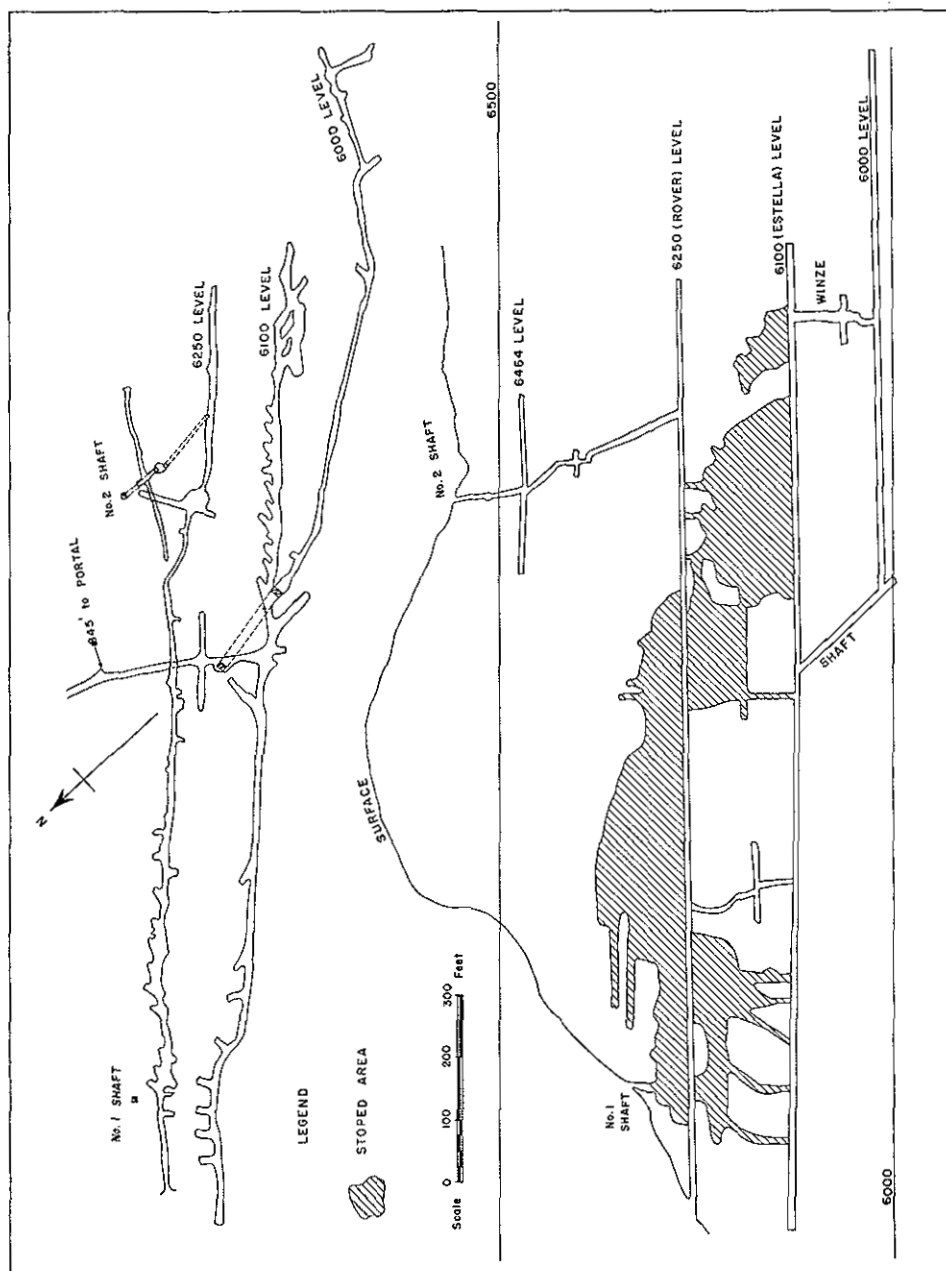 6000 LEVEL
6250 LEVEL
6100 LEVEL
No. 2 SHAFT
845' to PORTAL
N
No. 1 SHAFT
LEGEND
STOPED AREA
Scale 0 100 200 300 Feet
6500
6464 LEVEL
No. 2 SHAFT
SURFACE
No. 1
SHAFT
6250 (ROVER) LEVEL
6100 (ESTELLA) LEVEL
WINZE
6000 LEVEL
SHAFT
6000